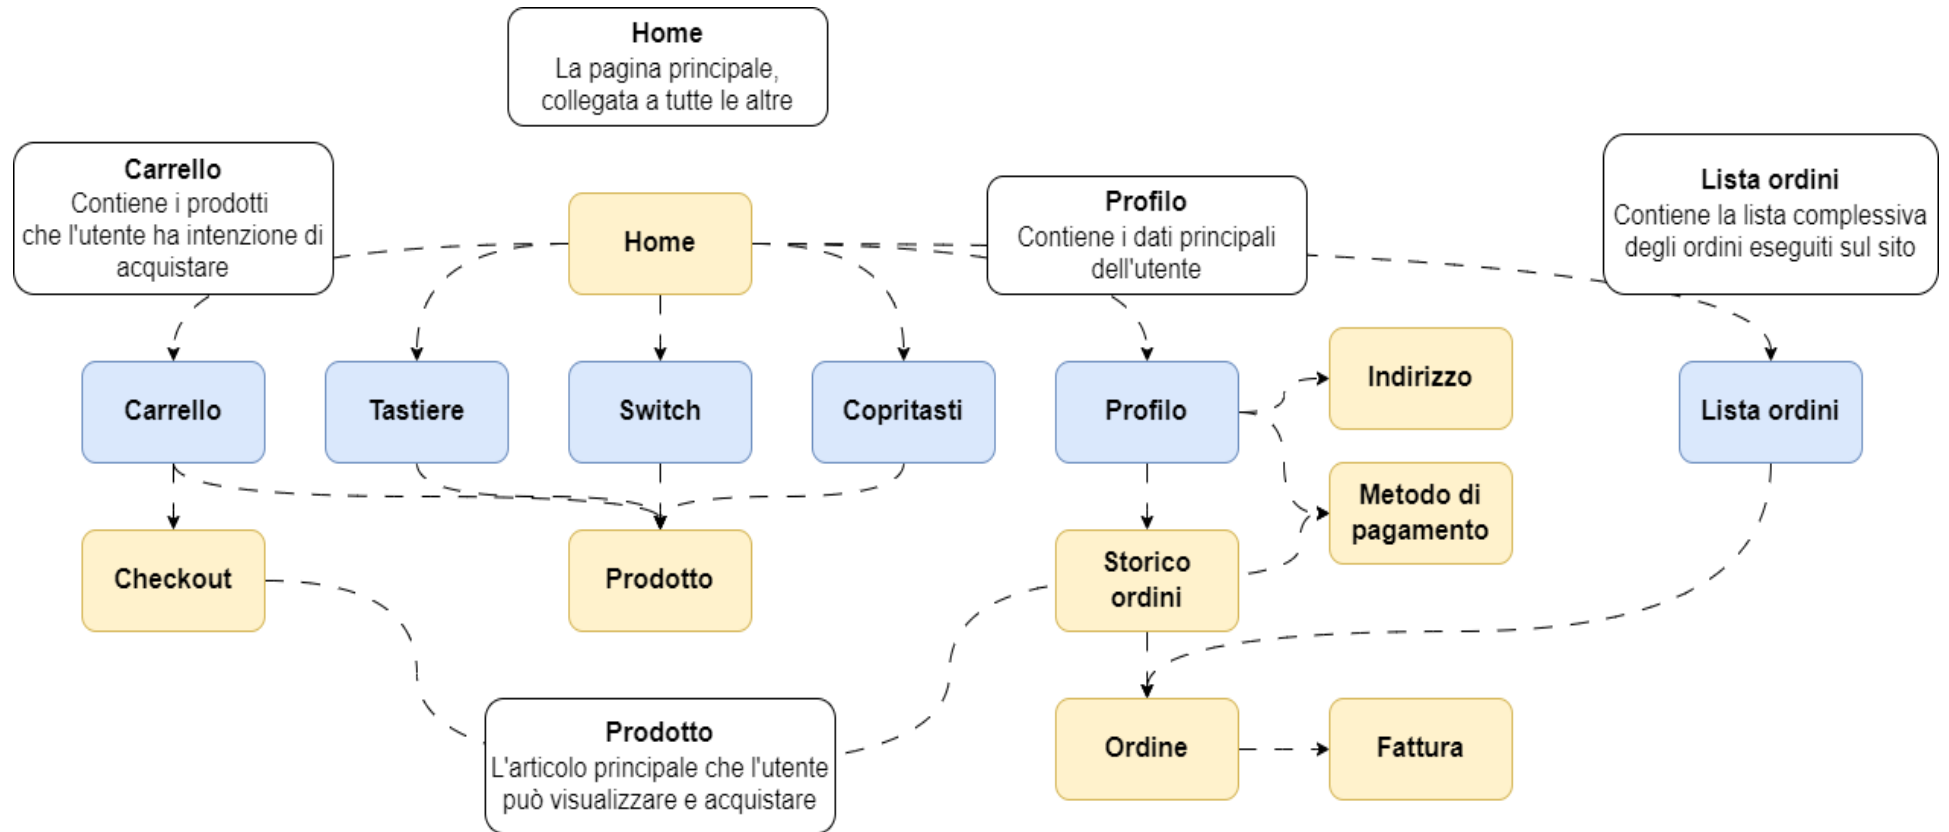 Home
La pagina principale,
collegata a tutte le altre
Carrello
Contiene i prodotti
che l'utente ha intenzione di
acquistare
Home
Profilo
Contiene i dati principali
dell'utente
Lista ordini
Contiene la lista complessiva
degli ordini eseguiti sul sito
Carrello
Tastiere
Switch
Copritasti
Profilo
Indirizzo
Lista ordini
Metodo di
pagamento
Checkout
Prodotto
Storico
ordini
Prodotto
L'articolo principale che l'utente
può visualizzare e acquistare
Ordine
Fattura